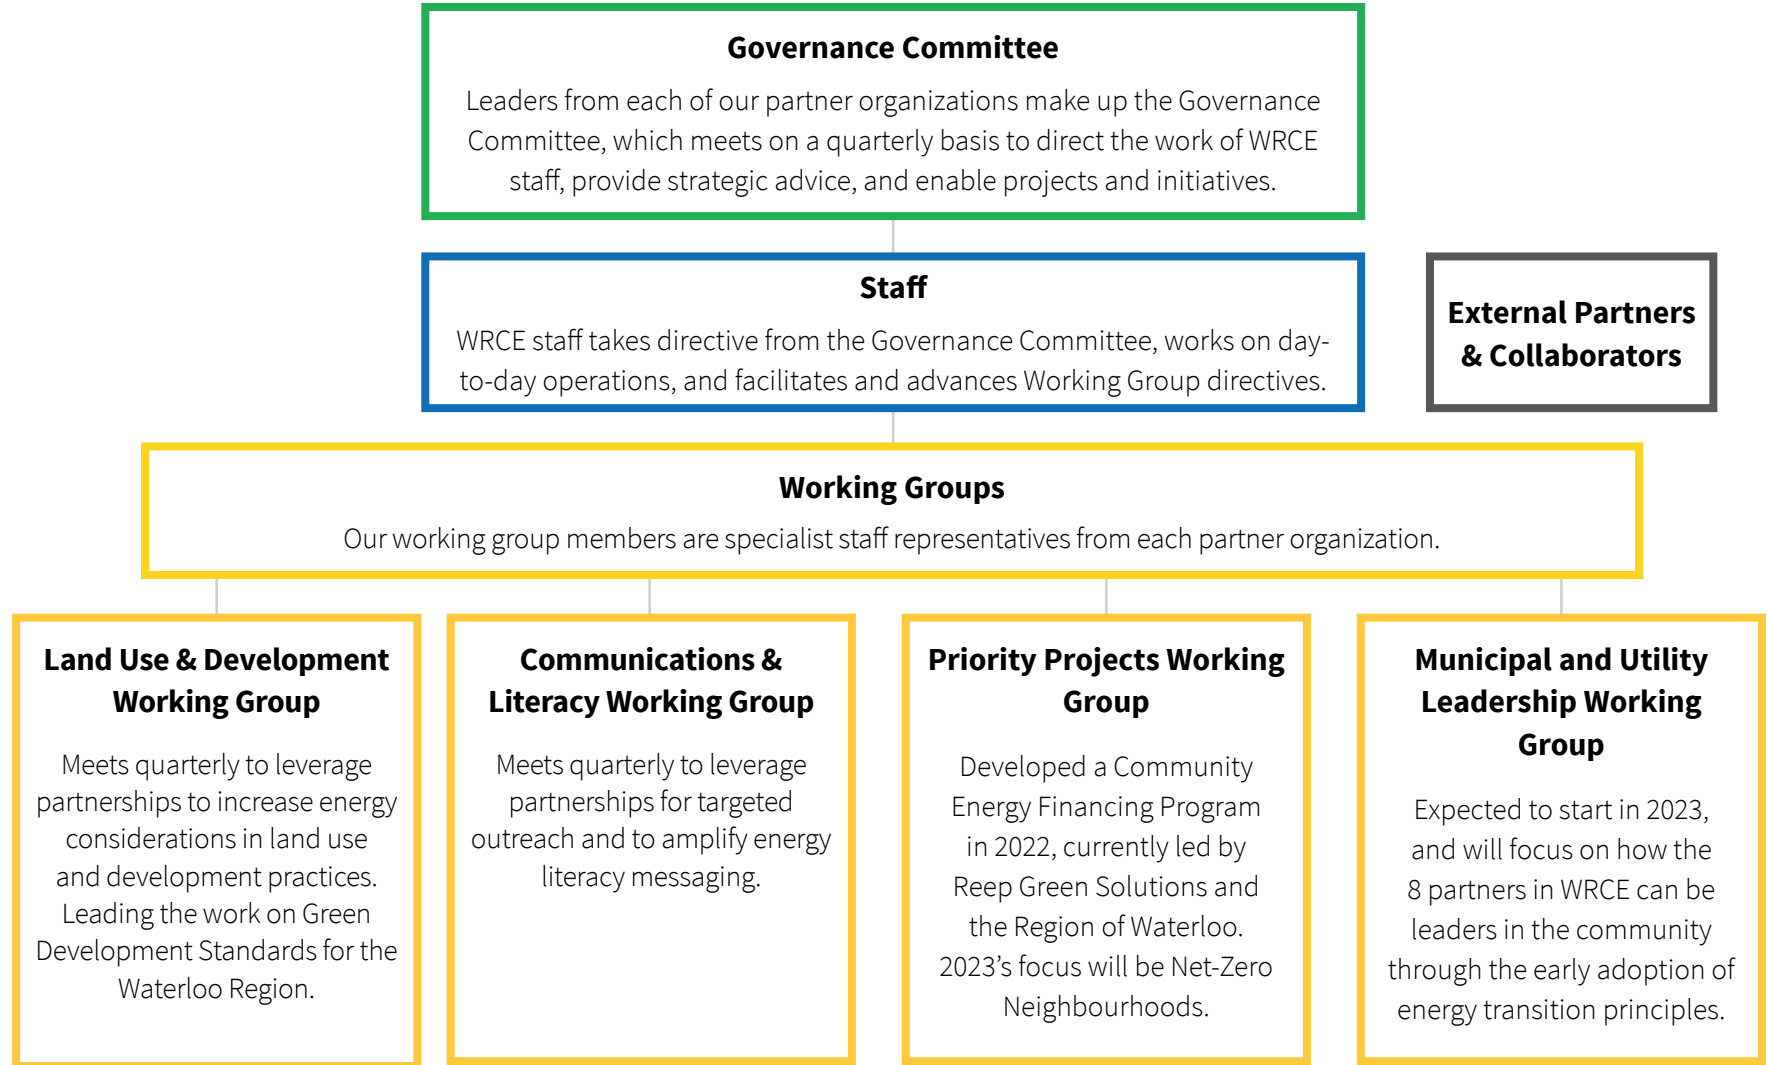 Governance Committee
Leaders from each of our partner organizations make up the Governance
Committee, which meets on a quarterly basis to direct the work of WRCE
staff, provide strategic advice, and enable projects and initiatives.
Staff
WRCE staff takes directive from the Governance Committee, works on day-
to-day operations, and facilitates and advances Working Group directives.
External Partners
& Collaborators
Working Groups
Our working group members are specialist staff representatives from each partner organization.
Land Use & Development
Working Group
Meets quarterly to leverage
partnerships to increase energy
considerations in land use
and development practices.
Leading the work on Green
Development Standards for the
Waterloo Region.
Communications &
Literacy Working Group
Meets quarterly to leverage
partnerships for targeted
outreach and to amplify energy
literacy messaging.
Priority Projects Working
Group
Developed a Community
Energy Financing Program
in 2022, currently led by
Reep Green Solutions and
the Region of Waterloo.
2023’s focus will be Net-Zero
Neighbourhoods.
Municipal and Utility
Leadership Working
Group
Expected to start in 2023,
and will focus on how the
8 partners in WRCE can be
leaders in the community
through the early adoption of
energy transition principles.